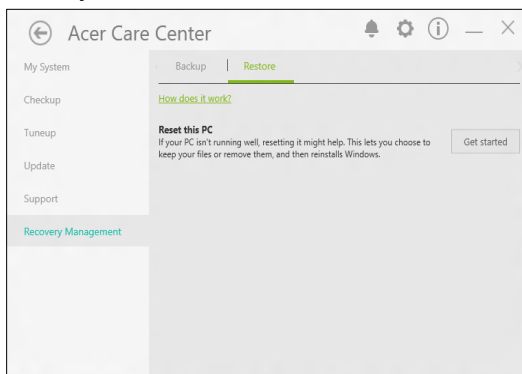 Acer Care Center
My System
Checkup
Tuneup
Update
Support
Recovery Management
Backup
Restore
How does it work?
Reset this PC
If your PC isn't running well, resetting it might help. This lets you choose to
keep your files or remove them, and then reinstalls Windows.
Get started